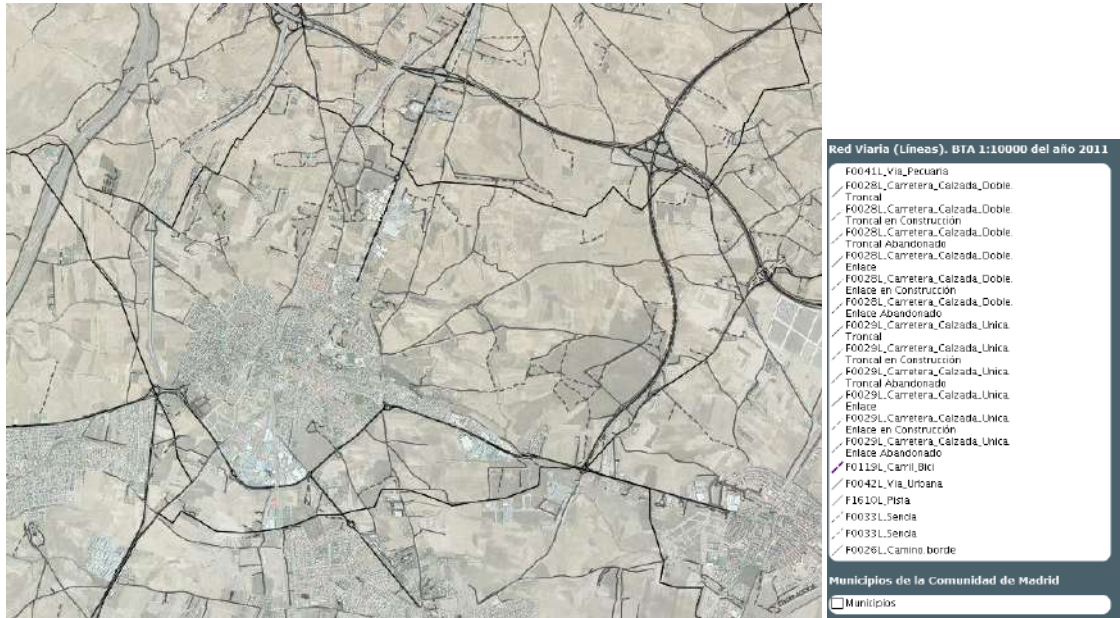 Red Viaria (Líneas). BTA 1:10000 del año 2011
F0041L_Via_Pecuaria
F0028L_Carretera_Calzada_Doble.
Troncal
F0028L_Carretera_Calzada_Doble.
Troncal en Construcción
F0028L_Carretera_Calzada_Doble.
Troncal Abandonado
F0028L_Carretera_Calzada_Doble.
Enlace
F0028L_Carretera_Calzada_Doble.
Enlace en Construcción
F0028L_Carretera_Calzada_Doble.
Enlace Abandonado
F0029L_Carretera_Calzada_Unica.
Troncal
F0029L_Carretera_Calzada_Unica.
Troncal en Construcción
F0029L_Carretera_Calzada_Unica.
Troncal Abandonado
F0029L_Carretera_Calzada_Unica.
Enlace
F0029L_Carretera_Calzada_Unica.
Enlace en Construcción
F0029L_Carretera_Calzada_Unica.
Enlace Abandonado
F0119L_Carril_Bici
F0042L_Via_Urbana
F1610L_Pista
F0033L_Senda
F0033L_Senda
F0026L_Camino_borde
Municipios de la Comunidad de Madrid
Municipios